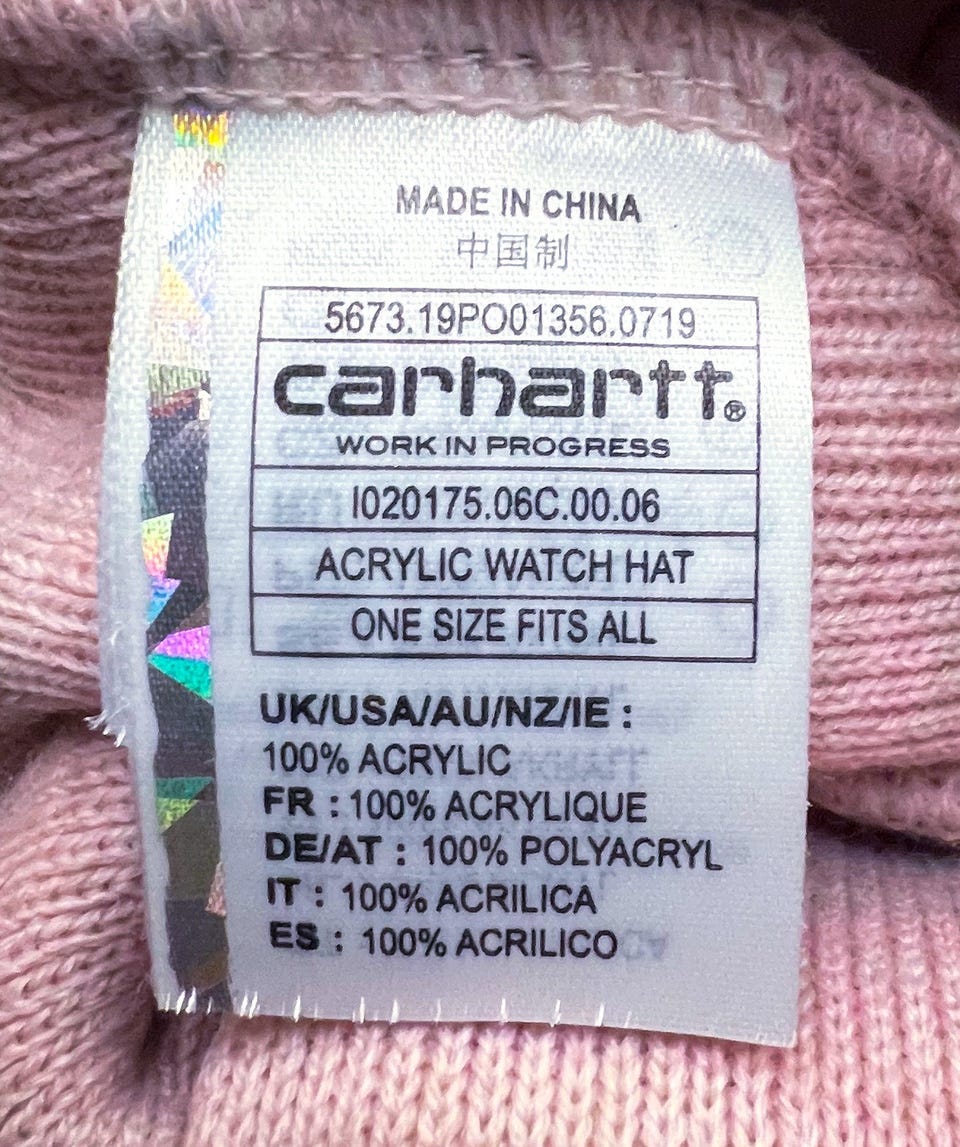 MADE IN CHINA
中国制
5673.19PO01356.0719
carhartt®
WORK IN PROGRESS
I020175.06C.00.06
ACRYLIC WATCH HAT
ONE SIZE FITS ALL
UK/USA/AU/NZ/IE :
100% ACRYLIC
FR : 100% ACRYLIQUE
DE/AT : 100% POLYACRYL
IT : 100% ACRILICA
ES : 100% ACRILICO